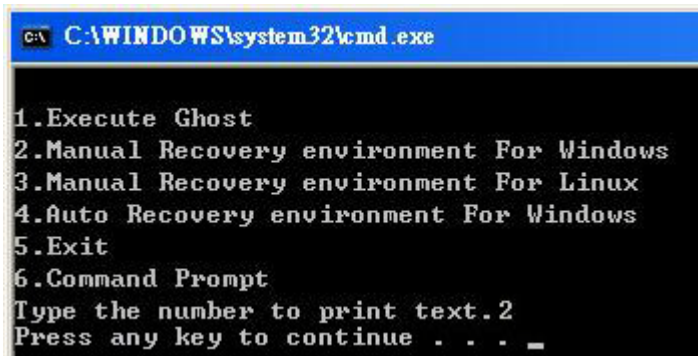 C:\WINDOWS\system32\cmd.exe
1.Execute Ghost
2.Manual Recovery environment For Windows
3.Manual Recovery environment For Linux
4.Auto Recovery environment For Windows
5.Exit
6.Command Prompt
Type the number to print text.2
Press any key to continue . . . _